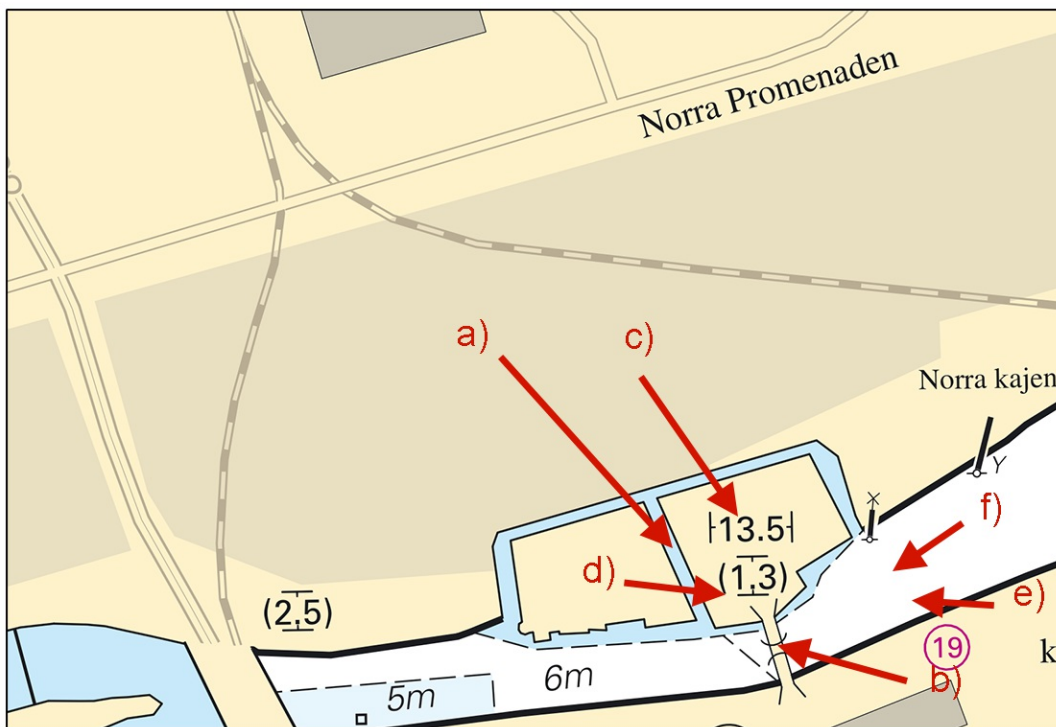 Norra Promenaden
a)
c)
Norra kajen
Y
f)
13.5
(1.3)
d)
(2.5)
e)
19
k
b)
6m
5m